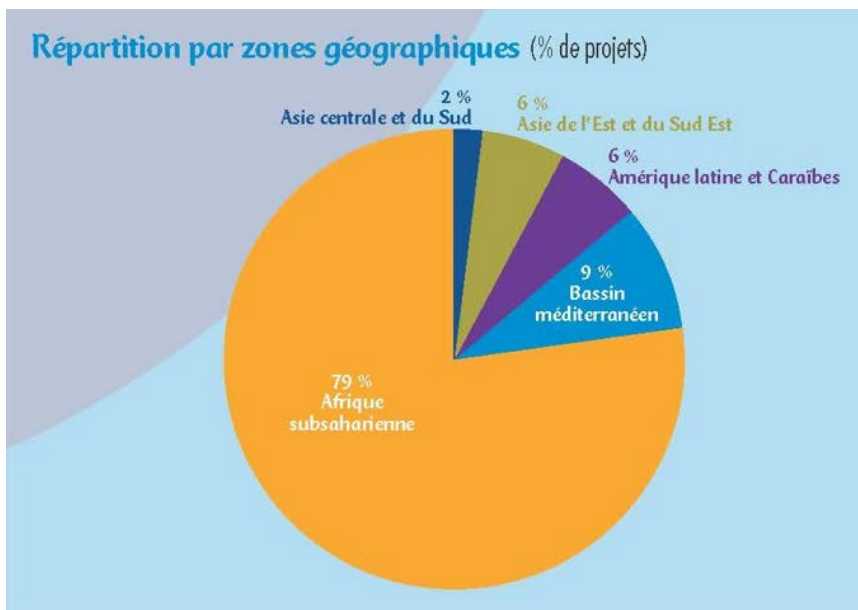 Répartition par zones géographiques (% de projets)
2 %
Asie centrale et du Sud
6 %
Asie de l'Est et du Sud Est
6 %
Amérique latine et Caraïbes
9 %
Bassin
méditerranéen
79 %
Afrique
subsaharienne